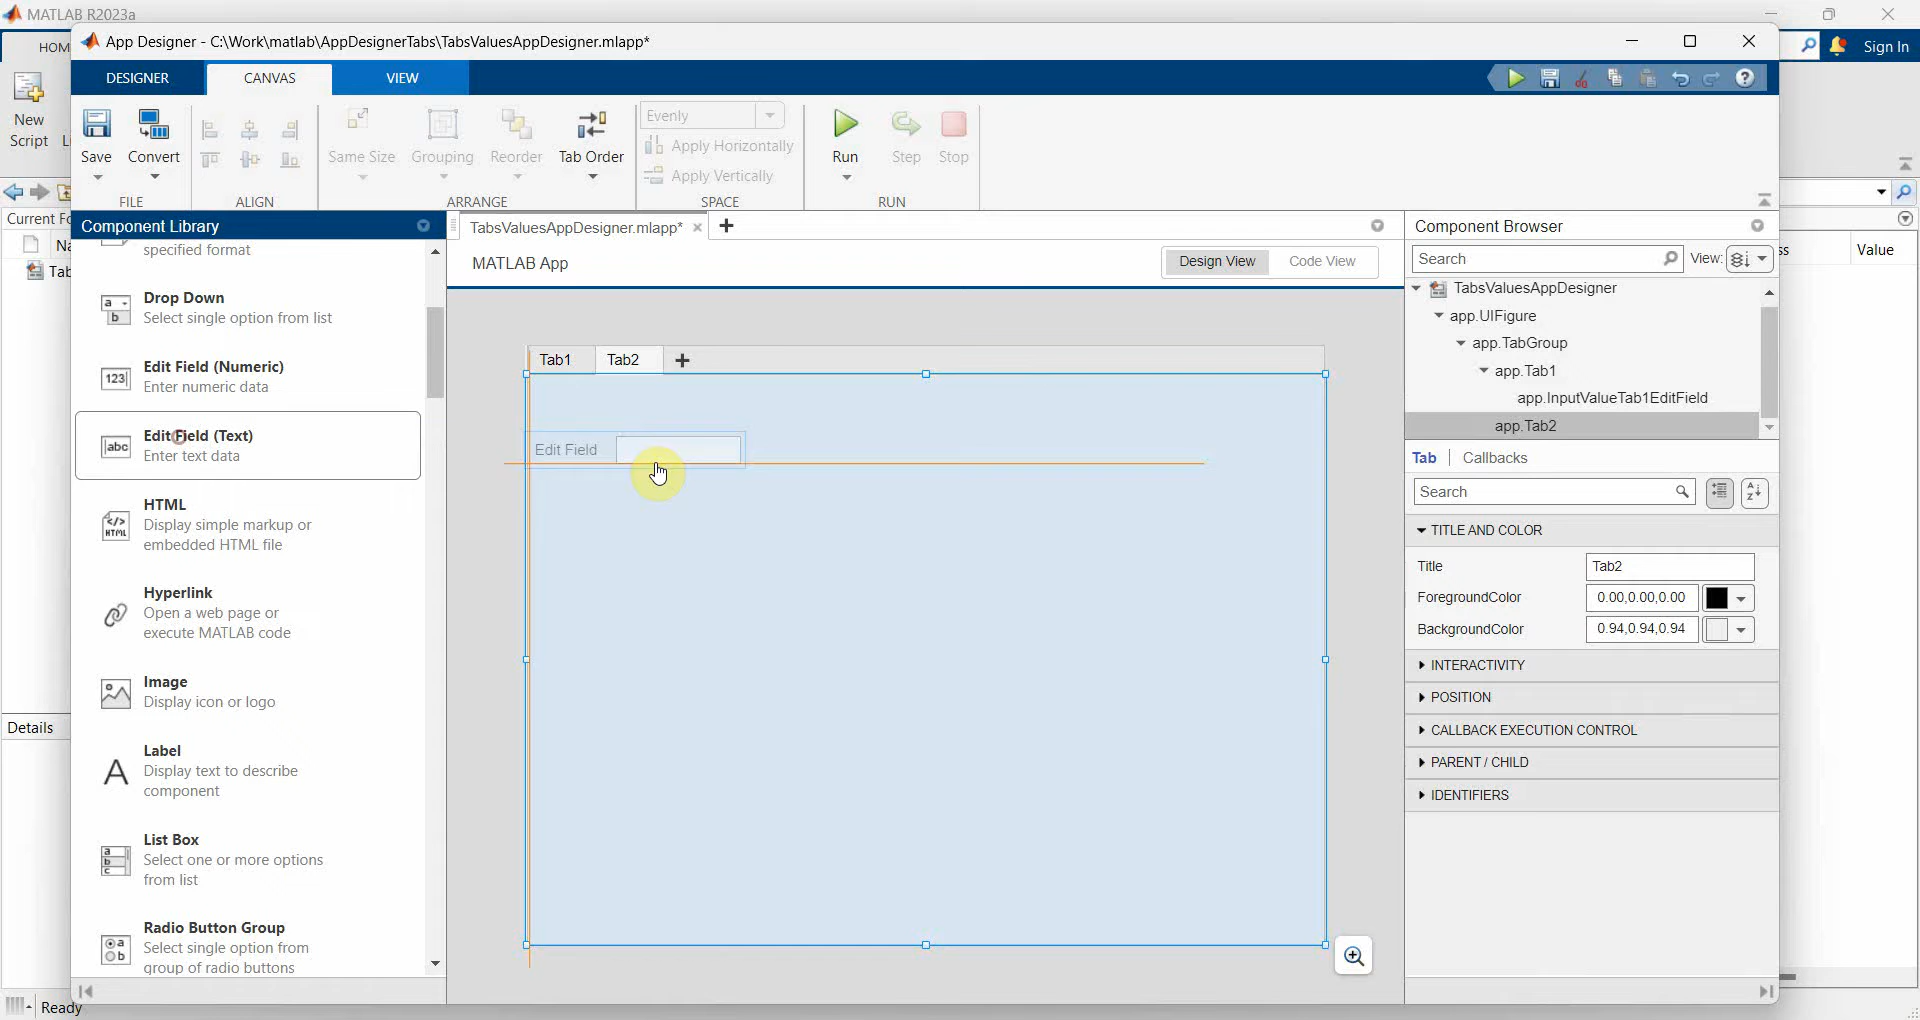 MATLAB R2023a
HOM
Sign In
New
Script
Current Fo
Na
Tab
Details
Ready
Value
App Designer - C:\Work\matlab\AppDesignerTabs\TabsValuesAppDesigner.mlapp*
DESIGNER
CANVAS
VIEW
Save
Convert
Same Size
Grouping
Reorder
Tab Order
Evenly
Apply Horizontally
Apply Vertically
Run
Step
Stop
FILE
ALIGN
ARRANGE
SPACE
RUN
Component Library
specified format
Drop Down
Select single option from list
Edit Field (Numeric)
Enter numeric data
Edit Field (Text)
Enter text data
HTML
Display simple markup or
embedded HTML file
Hyperlink
Open a web page or
execute MATLAB code
Image
Display icon or logo
Label
Display text to describe
component
List Box
Select one or more options
from list
Radio Button Group
Select single option from
group of radio buttons
TabsValuesAppDesigner.mlapp*
MATLAB App
Design View
Code View
Tab1
Tab2
Edit Field
Component Browser
Search
View:
TabsValuesAppDesigner
app.UIFigure
app.TabGroup
app.Tab1
app.InputValueTab1EditField
app.Tab2
Tab
Callbacks
Search
TITLE AND COLOR
Title
Tab2
ForegroundColor
0.00,0.00,0.00
BackgroundColor
0.94,0.94,0.94
INTERACTIVITY
POSITION
CALLBACK EXECUTION CONTROL
PARENT / CHILD
IDENTIFIERS